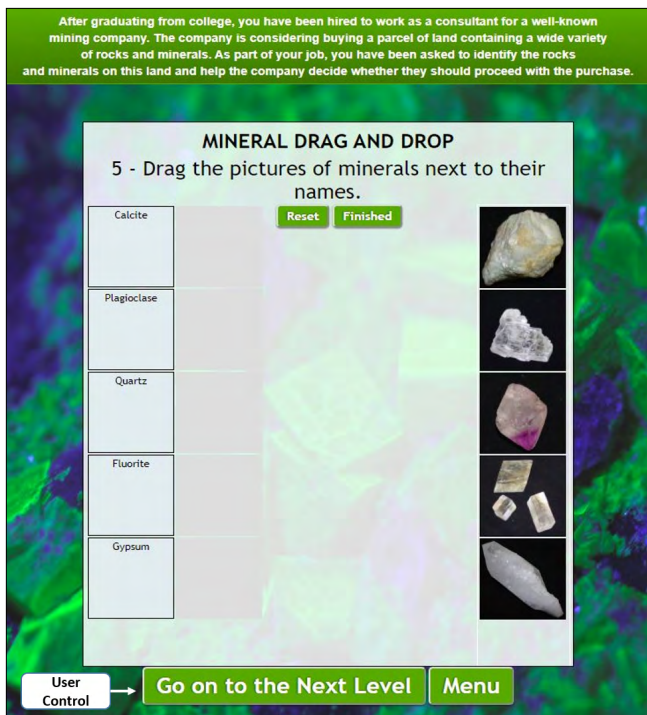 After graduating from college, you have been hired to work as a consultant for a well-known
mining company. The company is considering buying a parcel of land containing a wide variety
of rocks and minerals. As part of your job, you have been asked to identify the rocks
and minerals on this land and help the company decide whether they should proceed with the purchase.
MINERAL DRAG AND DROP
5 - Drag the pictures of minerals next to their
names.
Reset Finished
Calcite
Plagioclase
Quartz
Fluorite
Gypsum
User
Control
Go on to the Next Level Menu